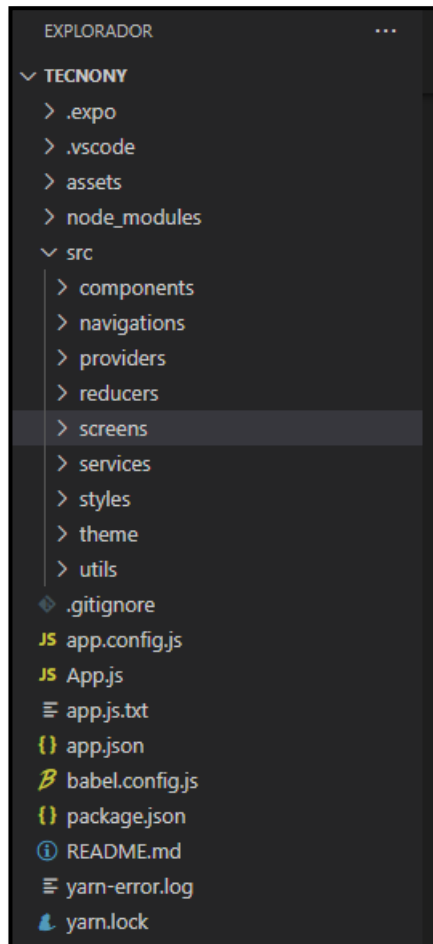 EXPLORADOR ...
TECNONY
.expo
.vscode
assets
node_modules
src
components
navigations
providers
reducers
screens
services
styles
theme
utils
.gitignore
JS app.config.js
JS App.js
app.js.txt
{} app.json
B babel.config.js
{} package.json
README.md
yarn-error.log
yarn.lock